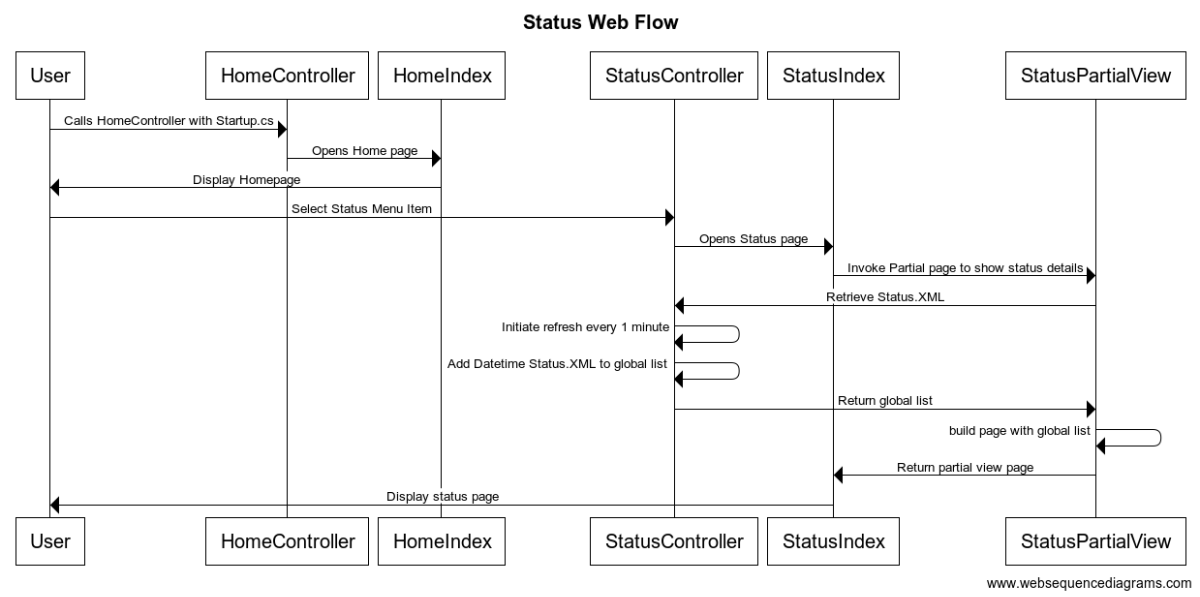 Status Web Flow
User
HomeController
HomeIndex
StatusController
StatusIndex
StatusPartialView
Calls HomeController with Startup.cs
Opens Home page
Display Homepage
Select Status Menu Item
Opens Status page
Invoke Partial page to show status details
Retrieve Status.XML
Initiate refresh every 1 minute
Add Datetime Status.XML to global list
Return global list
build page with global list
Return partial view page
Display status page
User
HomeController
HomeIndex
StatusController
StatusIndex
StatusPartialView
www.websequencediagrams.com